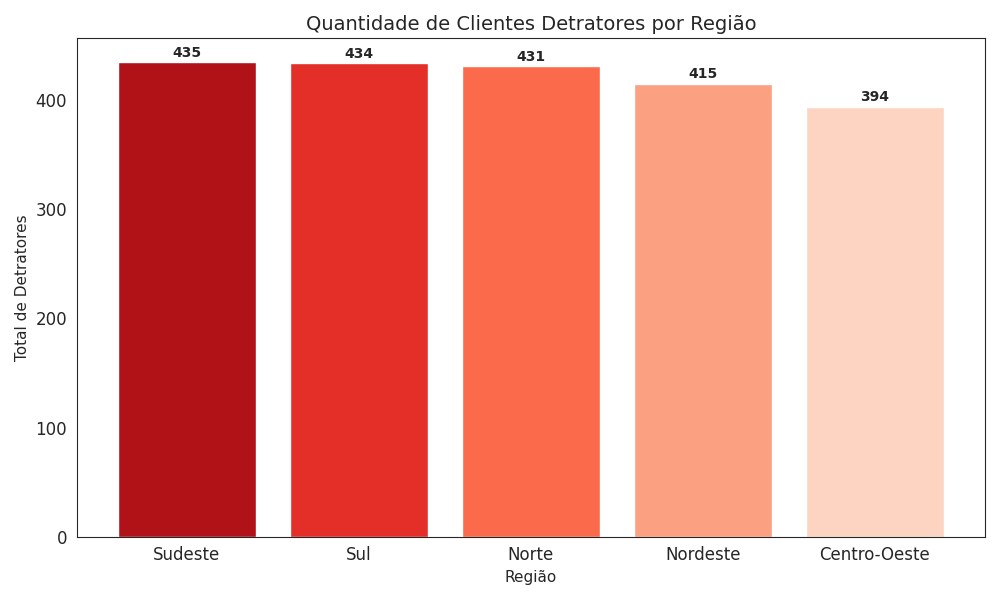 Quantidade de Clientes Detratores por Região
435
434
431
415
394
400
300
200
100
0
Total de Detratores
Sudeste
Sul
Norte
Nordeste
Centro-Oeste
Região